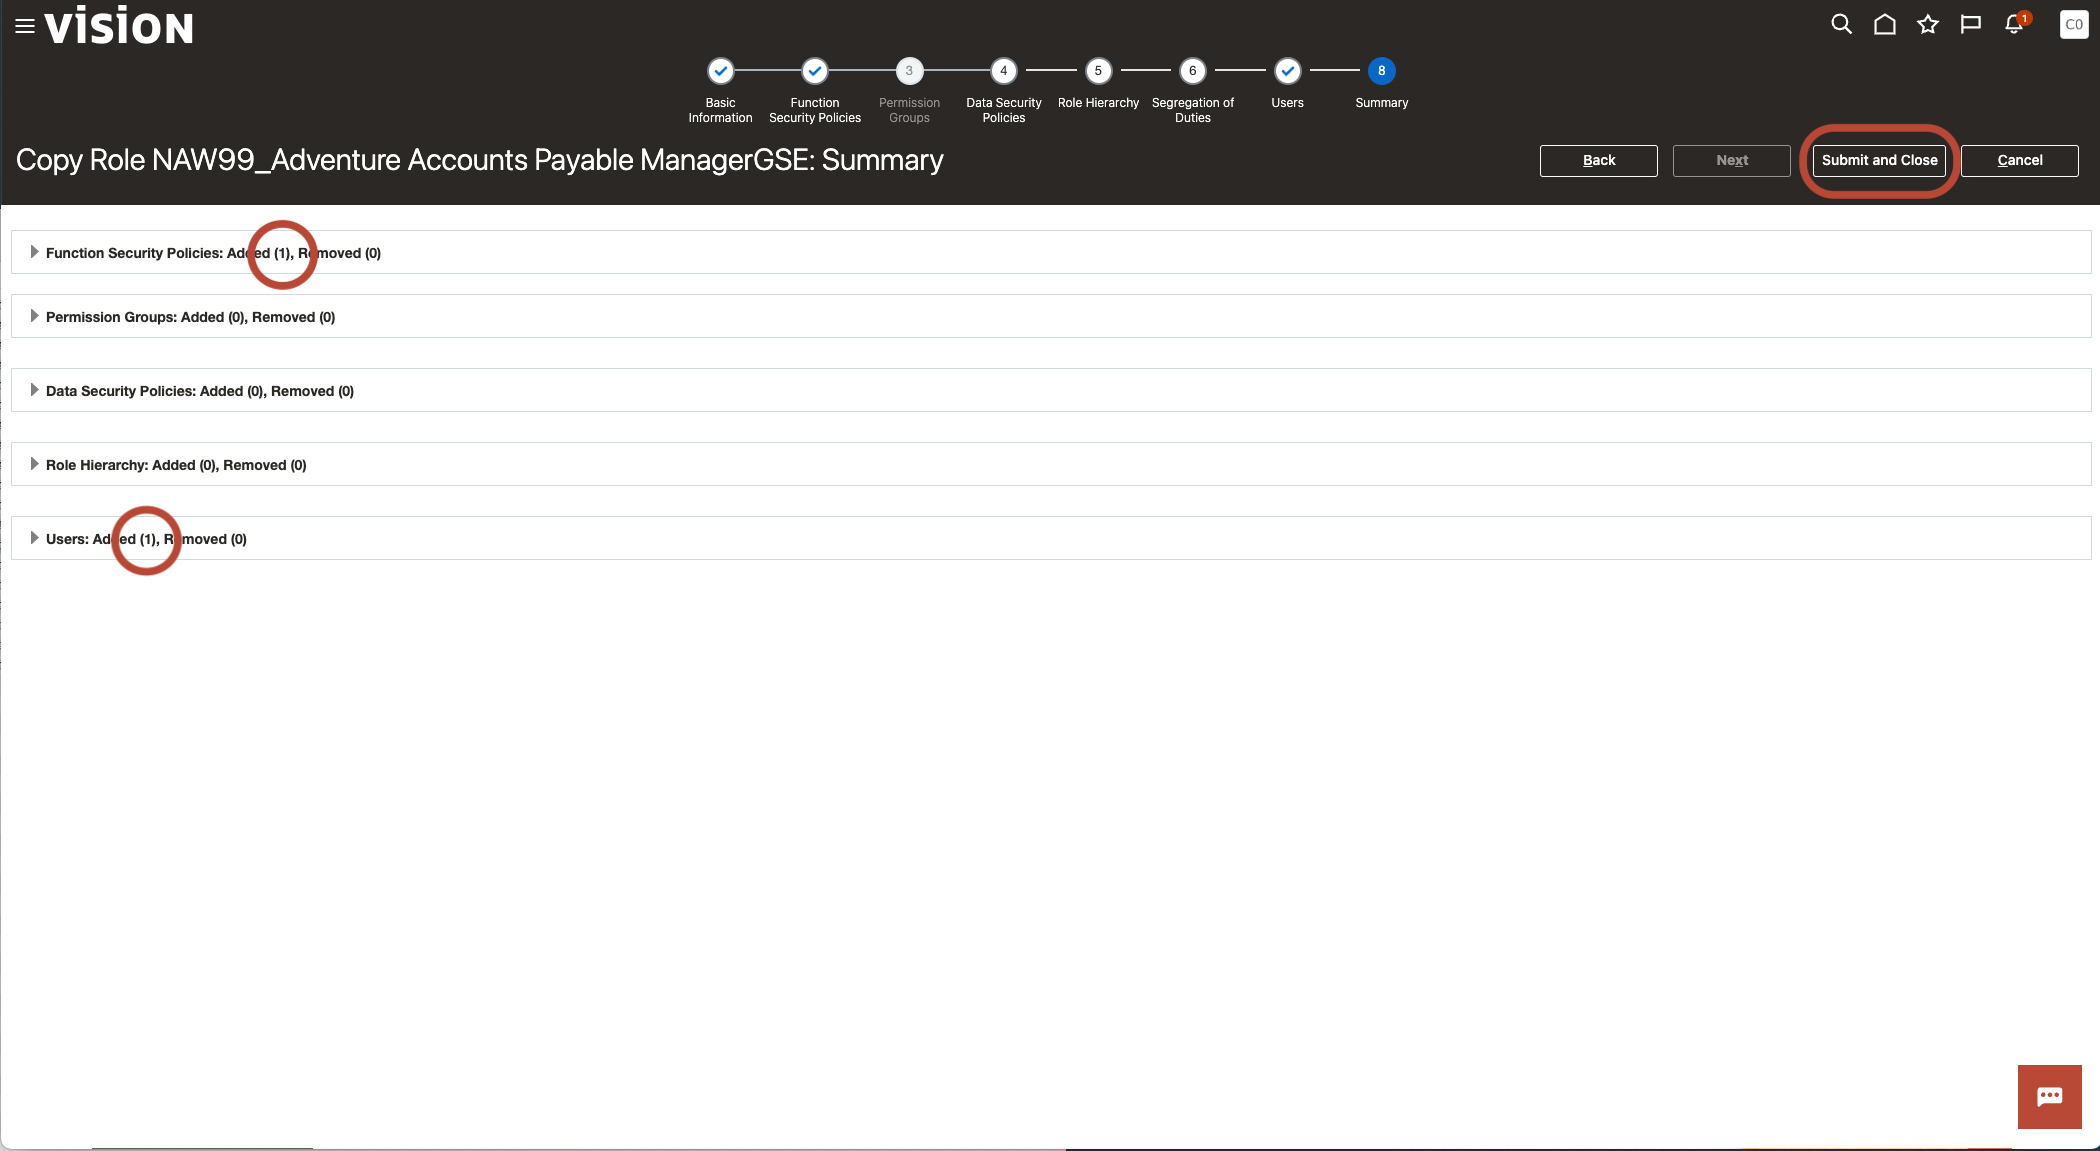 vision
1
CO
3
4
5
6
8
Basic
Information
Function
Security Policies
Permission
Groups
Data Security
Policies
Role Hierarchy
Segregation of
Duties
Users
Summary
Copy Role NAW99_Adventure Accounts Payable ManagerGSE: Summary
Back
Next
Submit and Close
Cancel
Function Security Policies: Added (1), Removed (0)
Permission Groups: Added (0), Removed (0)
Data Security Policies: Added (0), Removed (0)
Role Hierarchy: Added (0), Removed (0)
Users: Added (1), Removed (0)